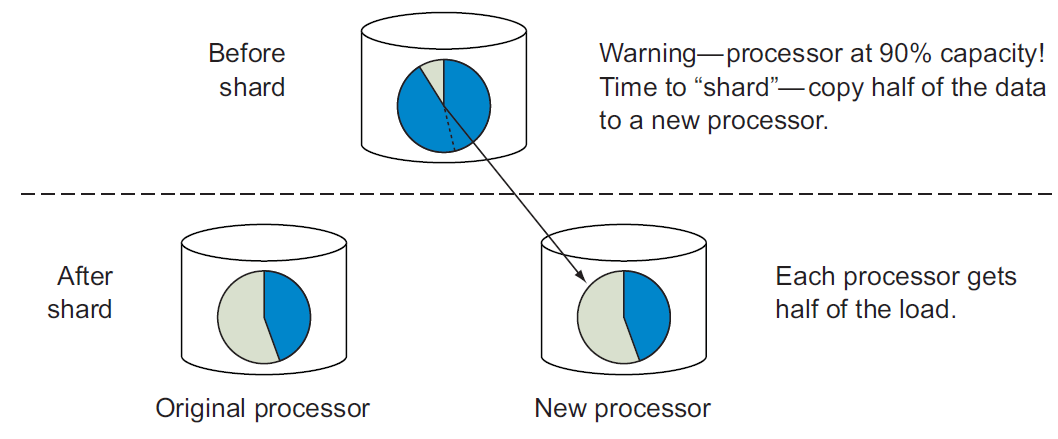 Before
shard
Warning—processor at 90% capacity!
Time to “shard”—copy half of the data
to a new processor.
After
shard
Each processor gets
half of the load.
Original processor
New processor